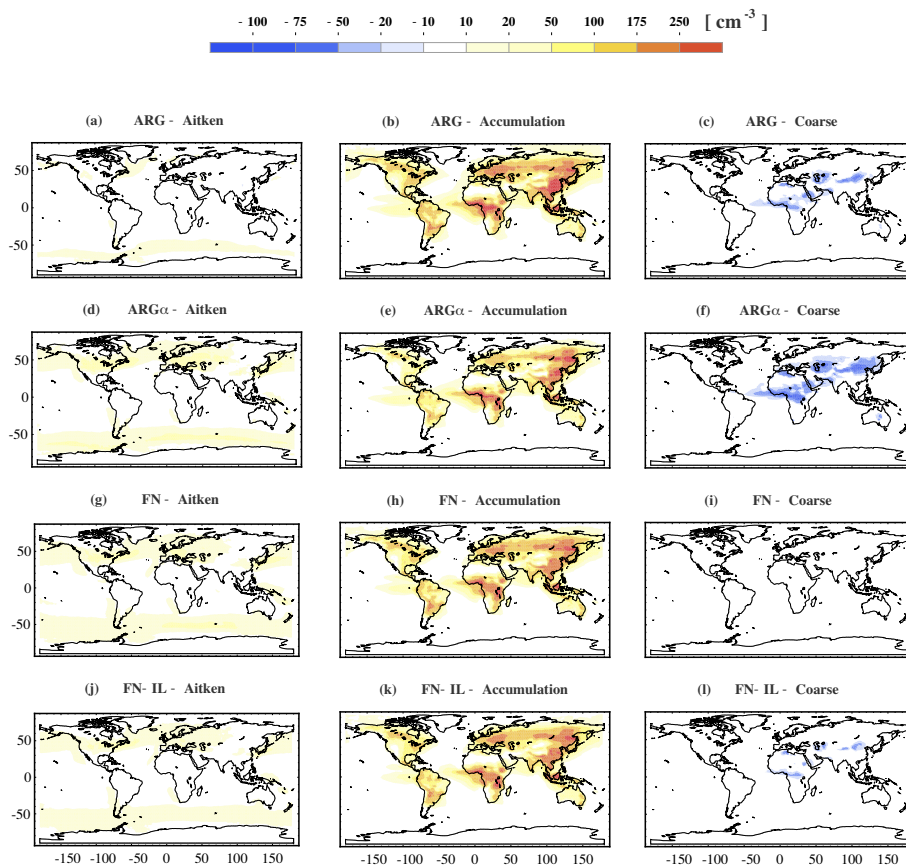 - 100 - 75 - 50 - 20 - 10 10 20 50 100 175 250 [ cm-3 ]
(a) ARG - Aitken (b) ARG - Accumulation (c) ARG - Coarse
50
0
-50
(d) ARGα - Aitken (e) ARGα - Accumulation (f) ARGα - Coarse
50
0
-50
(g) FN - Aitken (h) FN - Accumulation (i) FN - Coarse
50
0
-50
(j) FN- IL - Aitken (k) FN- IL - Accumulation (l) FN- IL - Coarse
50
0
-50
-150 -100 -50 0 50 100 150 -150 -100 -50 0 50 100 150 -150 -100 -50 0 50 100 150